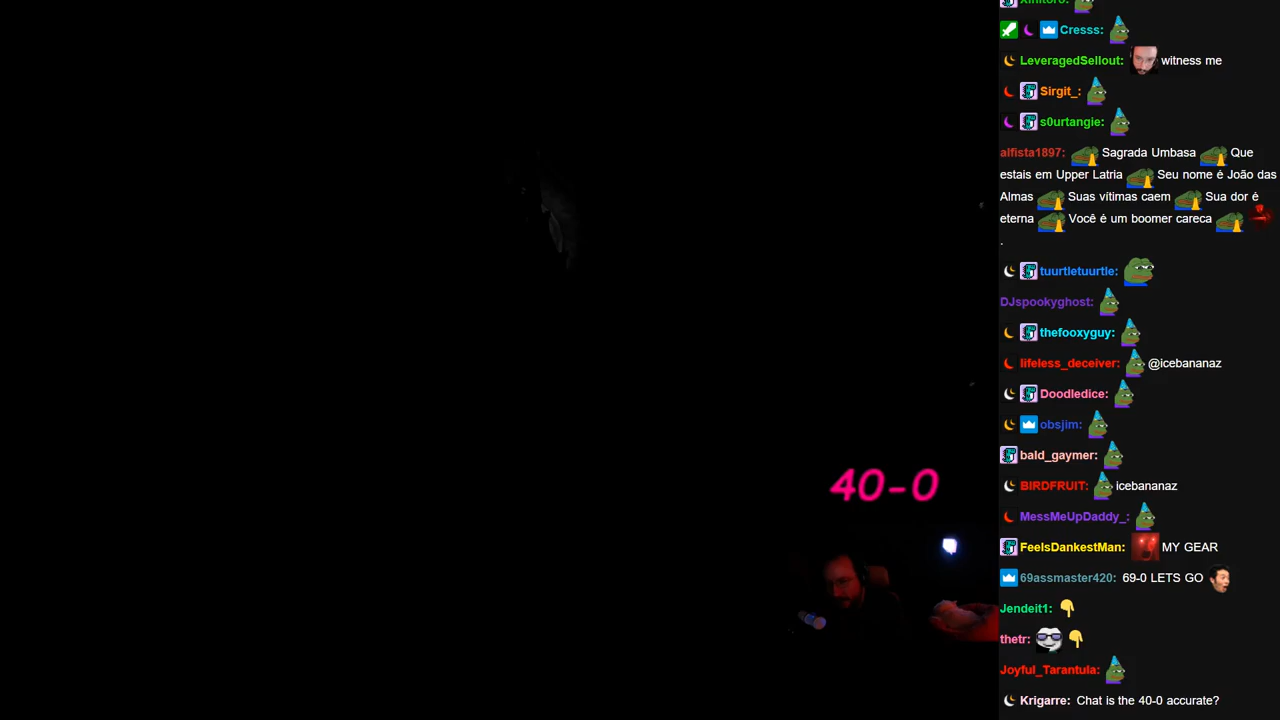 Xinitoro:
Cresss:
LeveragedSellout: witness me
Sirgit_:
s0urtangie:
alfista1897: Sagrada Umbasa Que
estais em Upper Latria Seu nome é João das
Almas Suas vítimas caem Sua dor é
eterna Você é um boomer careca
.
tuurtletuurtle:
DJspookyghost:
thefooxyguy:
lifeless_deceiver: @icebananaz
Doodledice:
obsjim:
bald_gaymer:
40-0
BIRDFRUIT: icebananaz
MessMeUpDaddy_:
FeelsDankestMan: MY GEAR
69assmaster420: 69-0 LETS GO
Jendeit1:
thetr:
Joyful_Tarantula:
Krigarre: Chat is the 40-0 accurate?